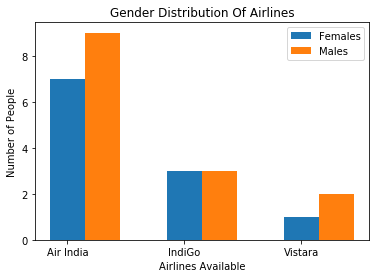 Gender Distribution Of Airlines
Females
Males
Number of People
8
6
4
2
0
Air India
IndiGo
Vistara
Airlines Available